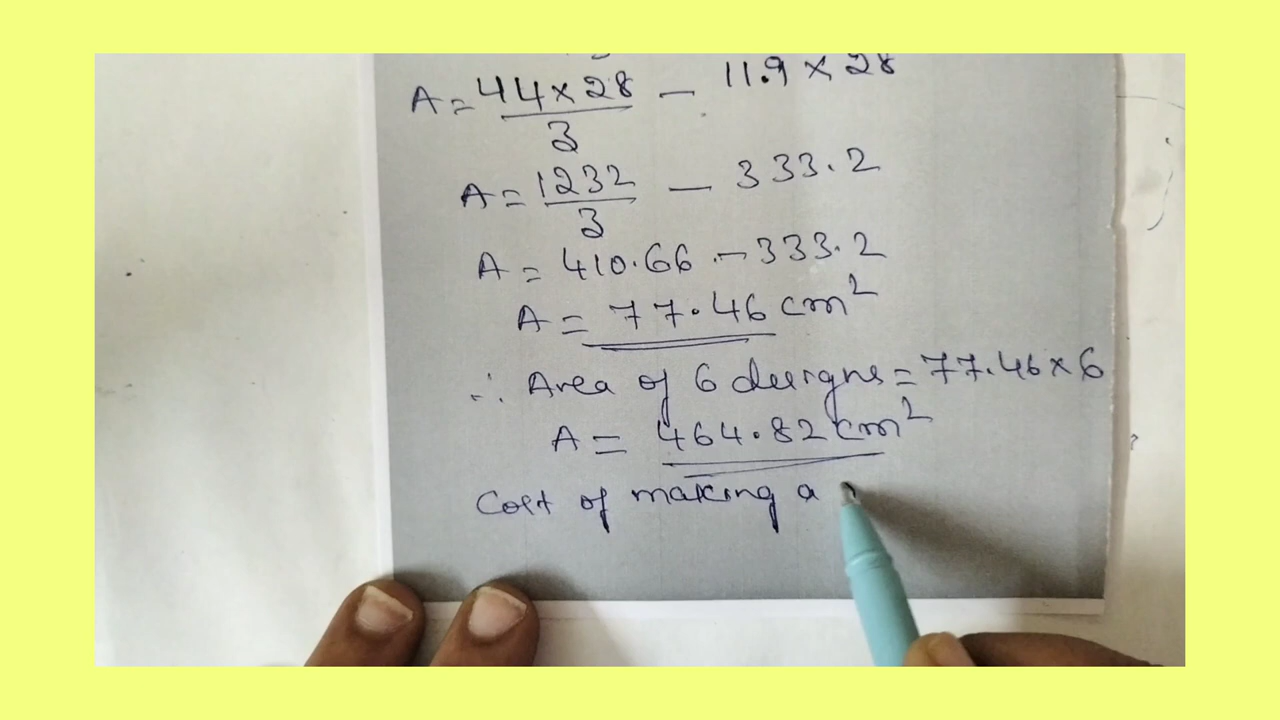 A = 44×28/3 – 11.9 × 28
A = 1232/3 – 333.2
A = 410.66 – 333.2
A = 77.46 cm²
∴ Area of 6 designs = 77.46×6
A = 464.82 cm²
Cost of making a